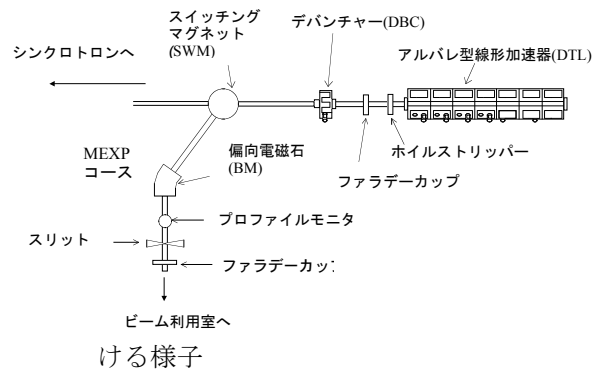 スイッチング
マグネット
(SWM)
デバンチャー(DBC)
シンクロトロンへ
アルバレ型線形加速器(DTL)
MEXP
コース
偏向電磁石
(BM)
ホイルストリッパー
ファラデーカップ
プロファイルモニタ
スリット
ファラデーカップ
ビーム利用室へ
ける様子